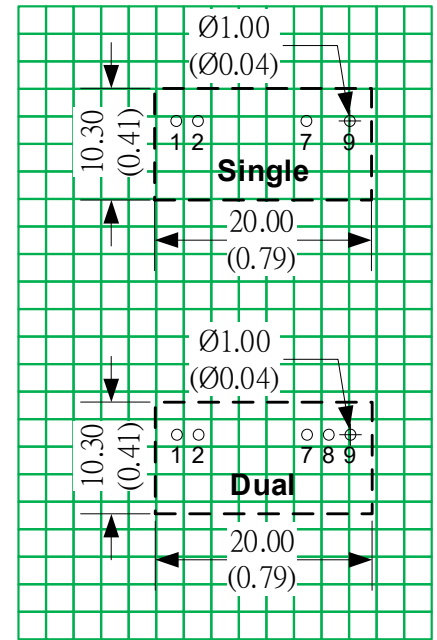 Ø1.00
(Ø0.04)
10.30
(0.41)
1 2 7 9
Single
20.00
(0.79)
Ø1.00
(Ø0.04)
10.30
(0.41)
1 2 7 8 9
Dual
20.00
(0.79)